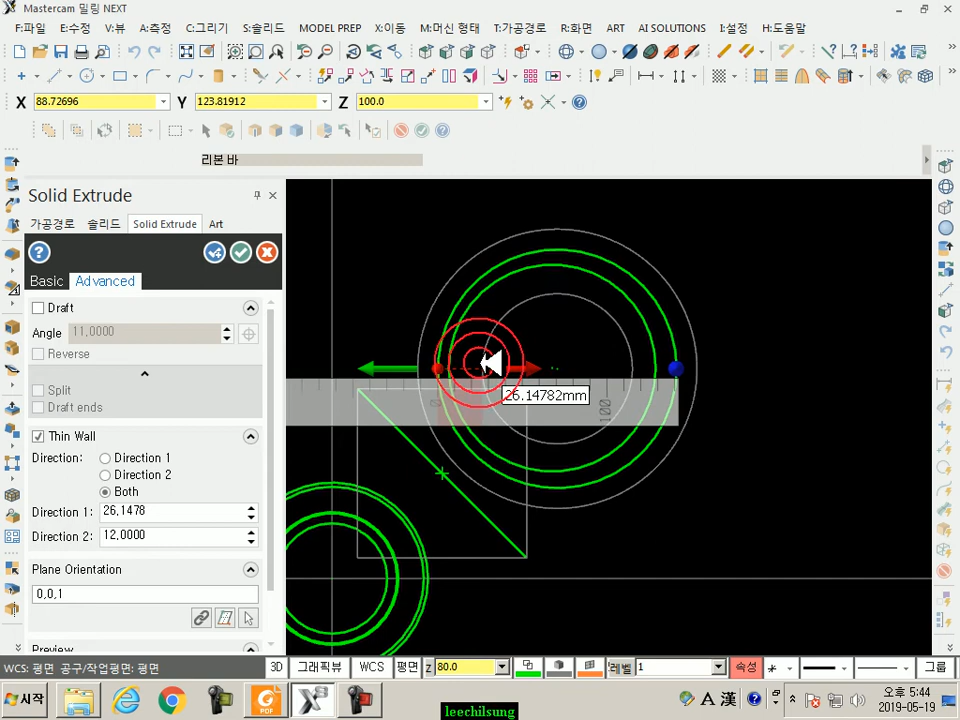 Mastercam 밀링 NEXT
F:파일 E:수정 V:뷰 A:측정 C:그리기 S:솔리드 MODEL PREP X:이동 M:머신 형태 T:가공경로 R:화면 ART AI SOLUTIONS I:설정 H:도움말
X 88.72696 Y 123.81912 Z 100.0
리본 바
Solid Extrude
가공경로 솔리드 Solid Extrude Art
Basic Advanced
Draft
Angle 11,0000
Reverse
Split
Draft ends
Thin Wall
Direction: Direction 1
Direction 2
Both
Direction 1: 26,1478
Direction 2: 12,0000
Plane Orientation
0,0,1
Preview
26.14782mm
0
100
WCS: 평면 공구/작업평면: 평면 3D 그래픽뷰 WCS 평면 Z 80.0 레벨 1 속성 그룹
시작
PDF
A 漢
오후 5:44
2019-05-19
leechilsung